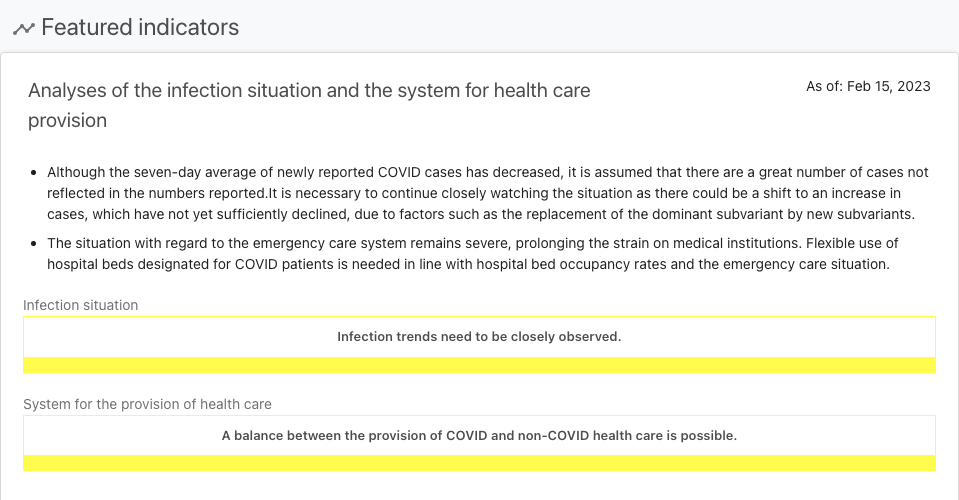 Featured indicators
Analyses of the infection situation and the system for health care
provision
As of: Feb 15, 2023
Although the seven-day average of newly reported COVID cases has decreased, it is assumed that there are a great number of cases not
reflected in the numbers reported.It is necessary to continue closely watching the situation as there could be a shift to an increase in
cases, which have not yet sufficiently declined, due to factors such as the replacement of the dominant subvariant by new subvariants.
The situation with regard to the emergency care system remains severe, prolonging the strain on medical institutions. Flexible use of
hospital beds designated for COVID patients is needed in line with hospital bed occupancy rates and the emergency care situation.
Infection situation
Infection trends need to be closely observed.
System for the provision of health care
A balance between the provision of COVID and non-COVID health care is possible.